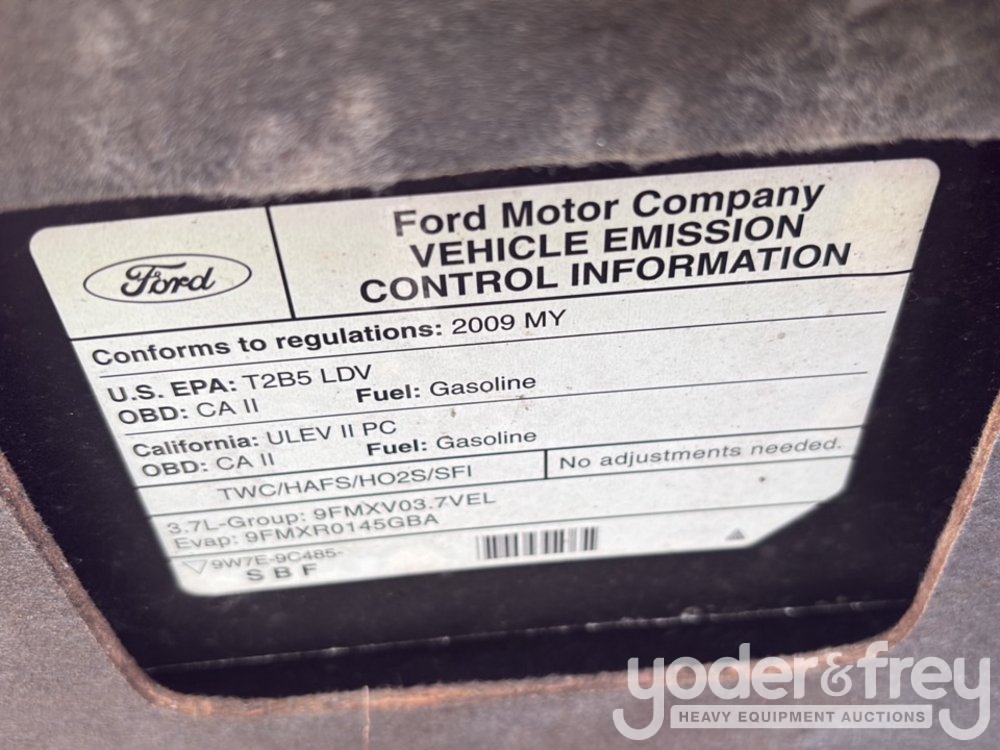 Ford
Ford Motor Company
VEHICLE EMISSION
CONTROL INFORMATION
Conforms to regulations: 2009 MY
U.S. EPA: T2B5 LDV
OBD: CA II Fuel: Gasoline
California: ULEV II PC
OBD: CA II Fuel: Gasoline
TWC/HAFS/HO2S/SFI No adjustments needed.
3.7L-Group: 9FMXV03.7VEL
Evap: 9FMXR0145GBA
9W7E-9C485-
S B F
yoder&frey
HEAVY EQUIPMENT AUCTIONS